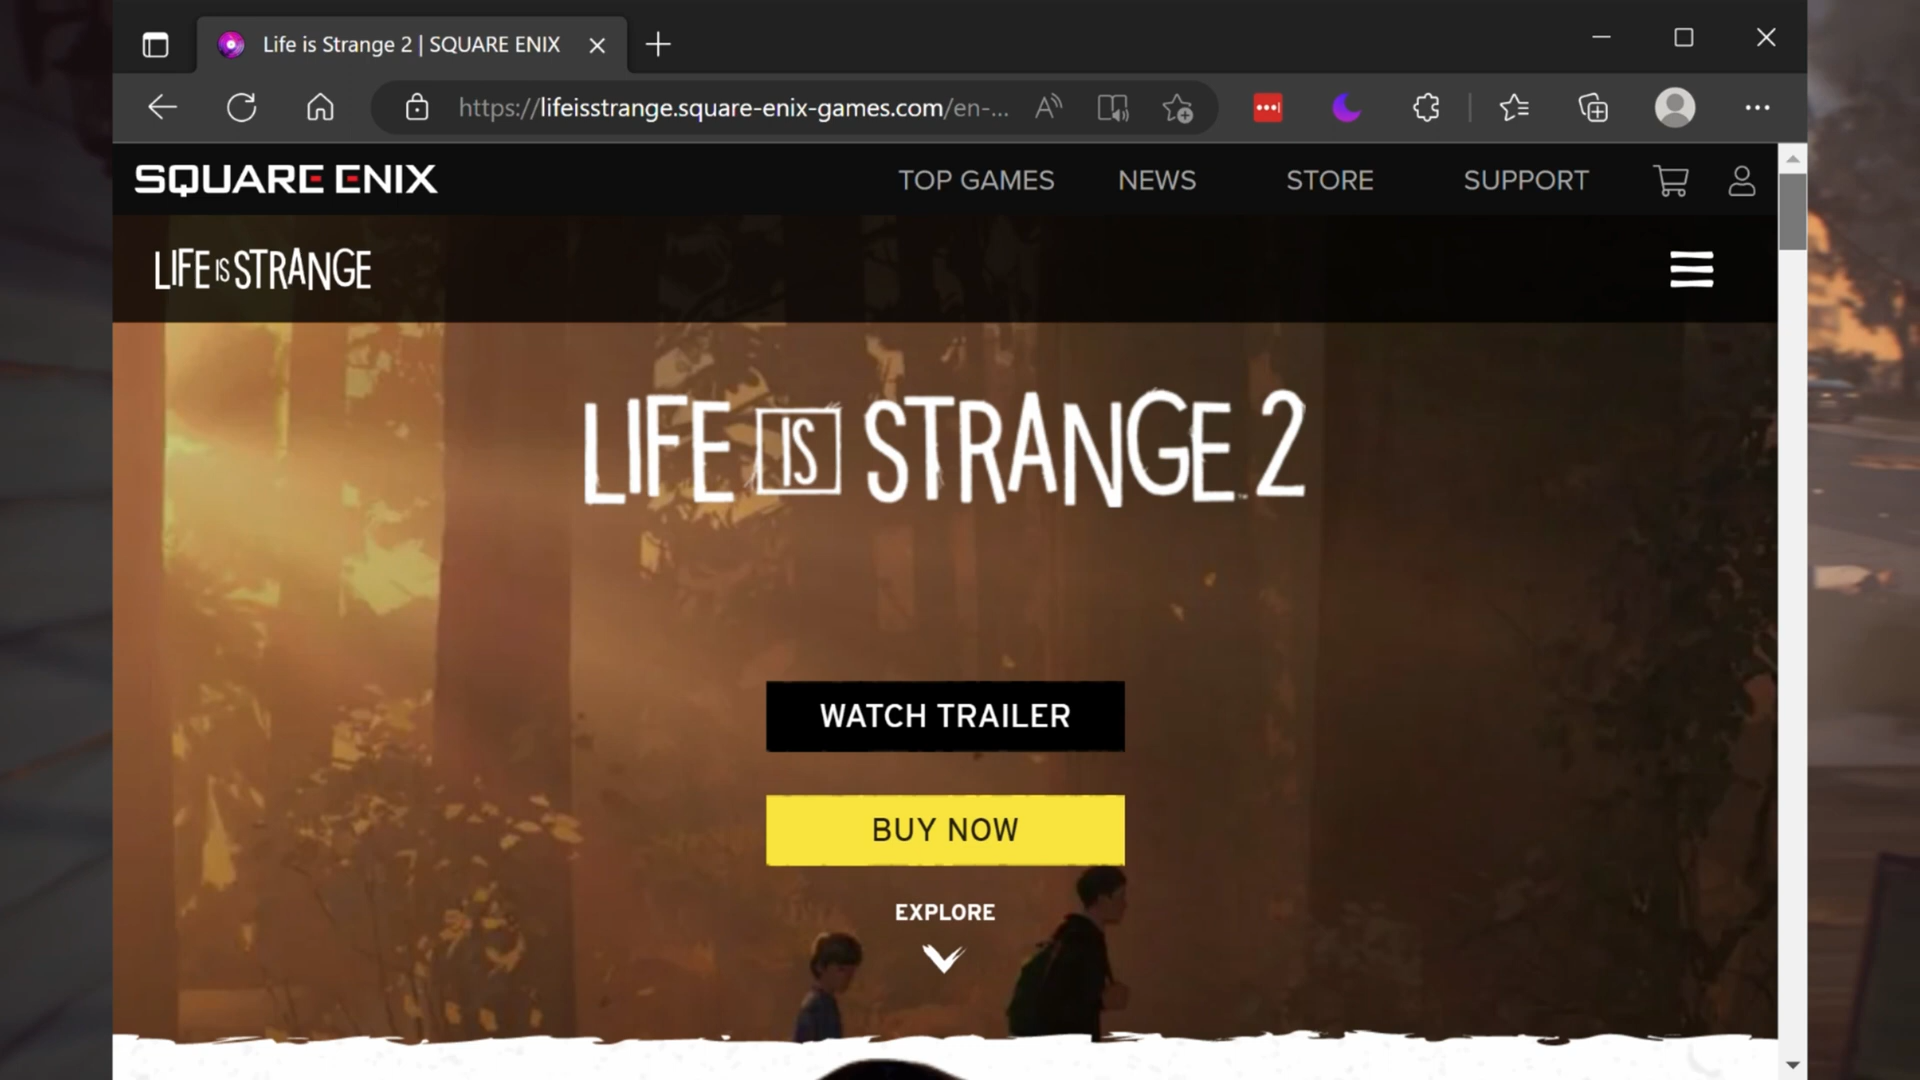 Life is Strange 2 | SQUARE ENIX
https://lifeisstrange.square-enix-games.com/en-...
SQUARE ENIX
TOP GAMES
NEWS
STORE
SUPPORT
LIFE IS STRANGE
LIFE IS STRANGE 2
WATCH TRAILER
BUY NOW
EXPLORE